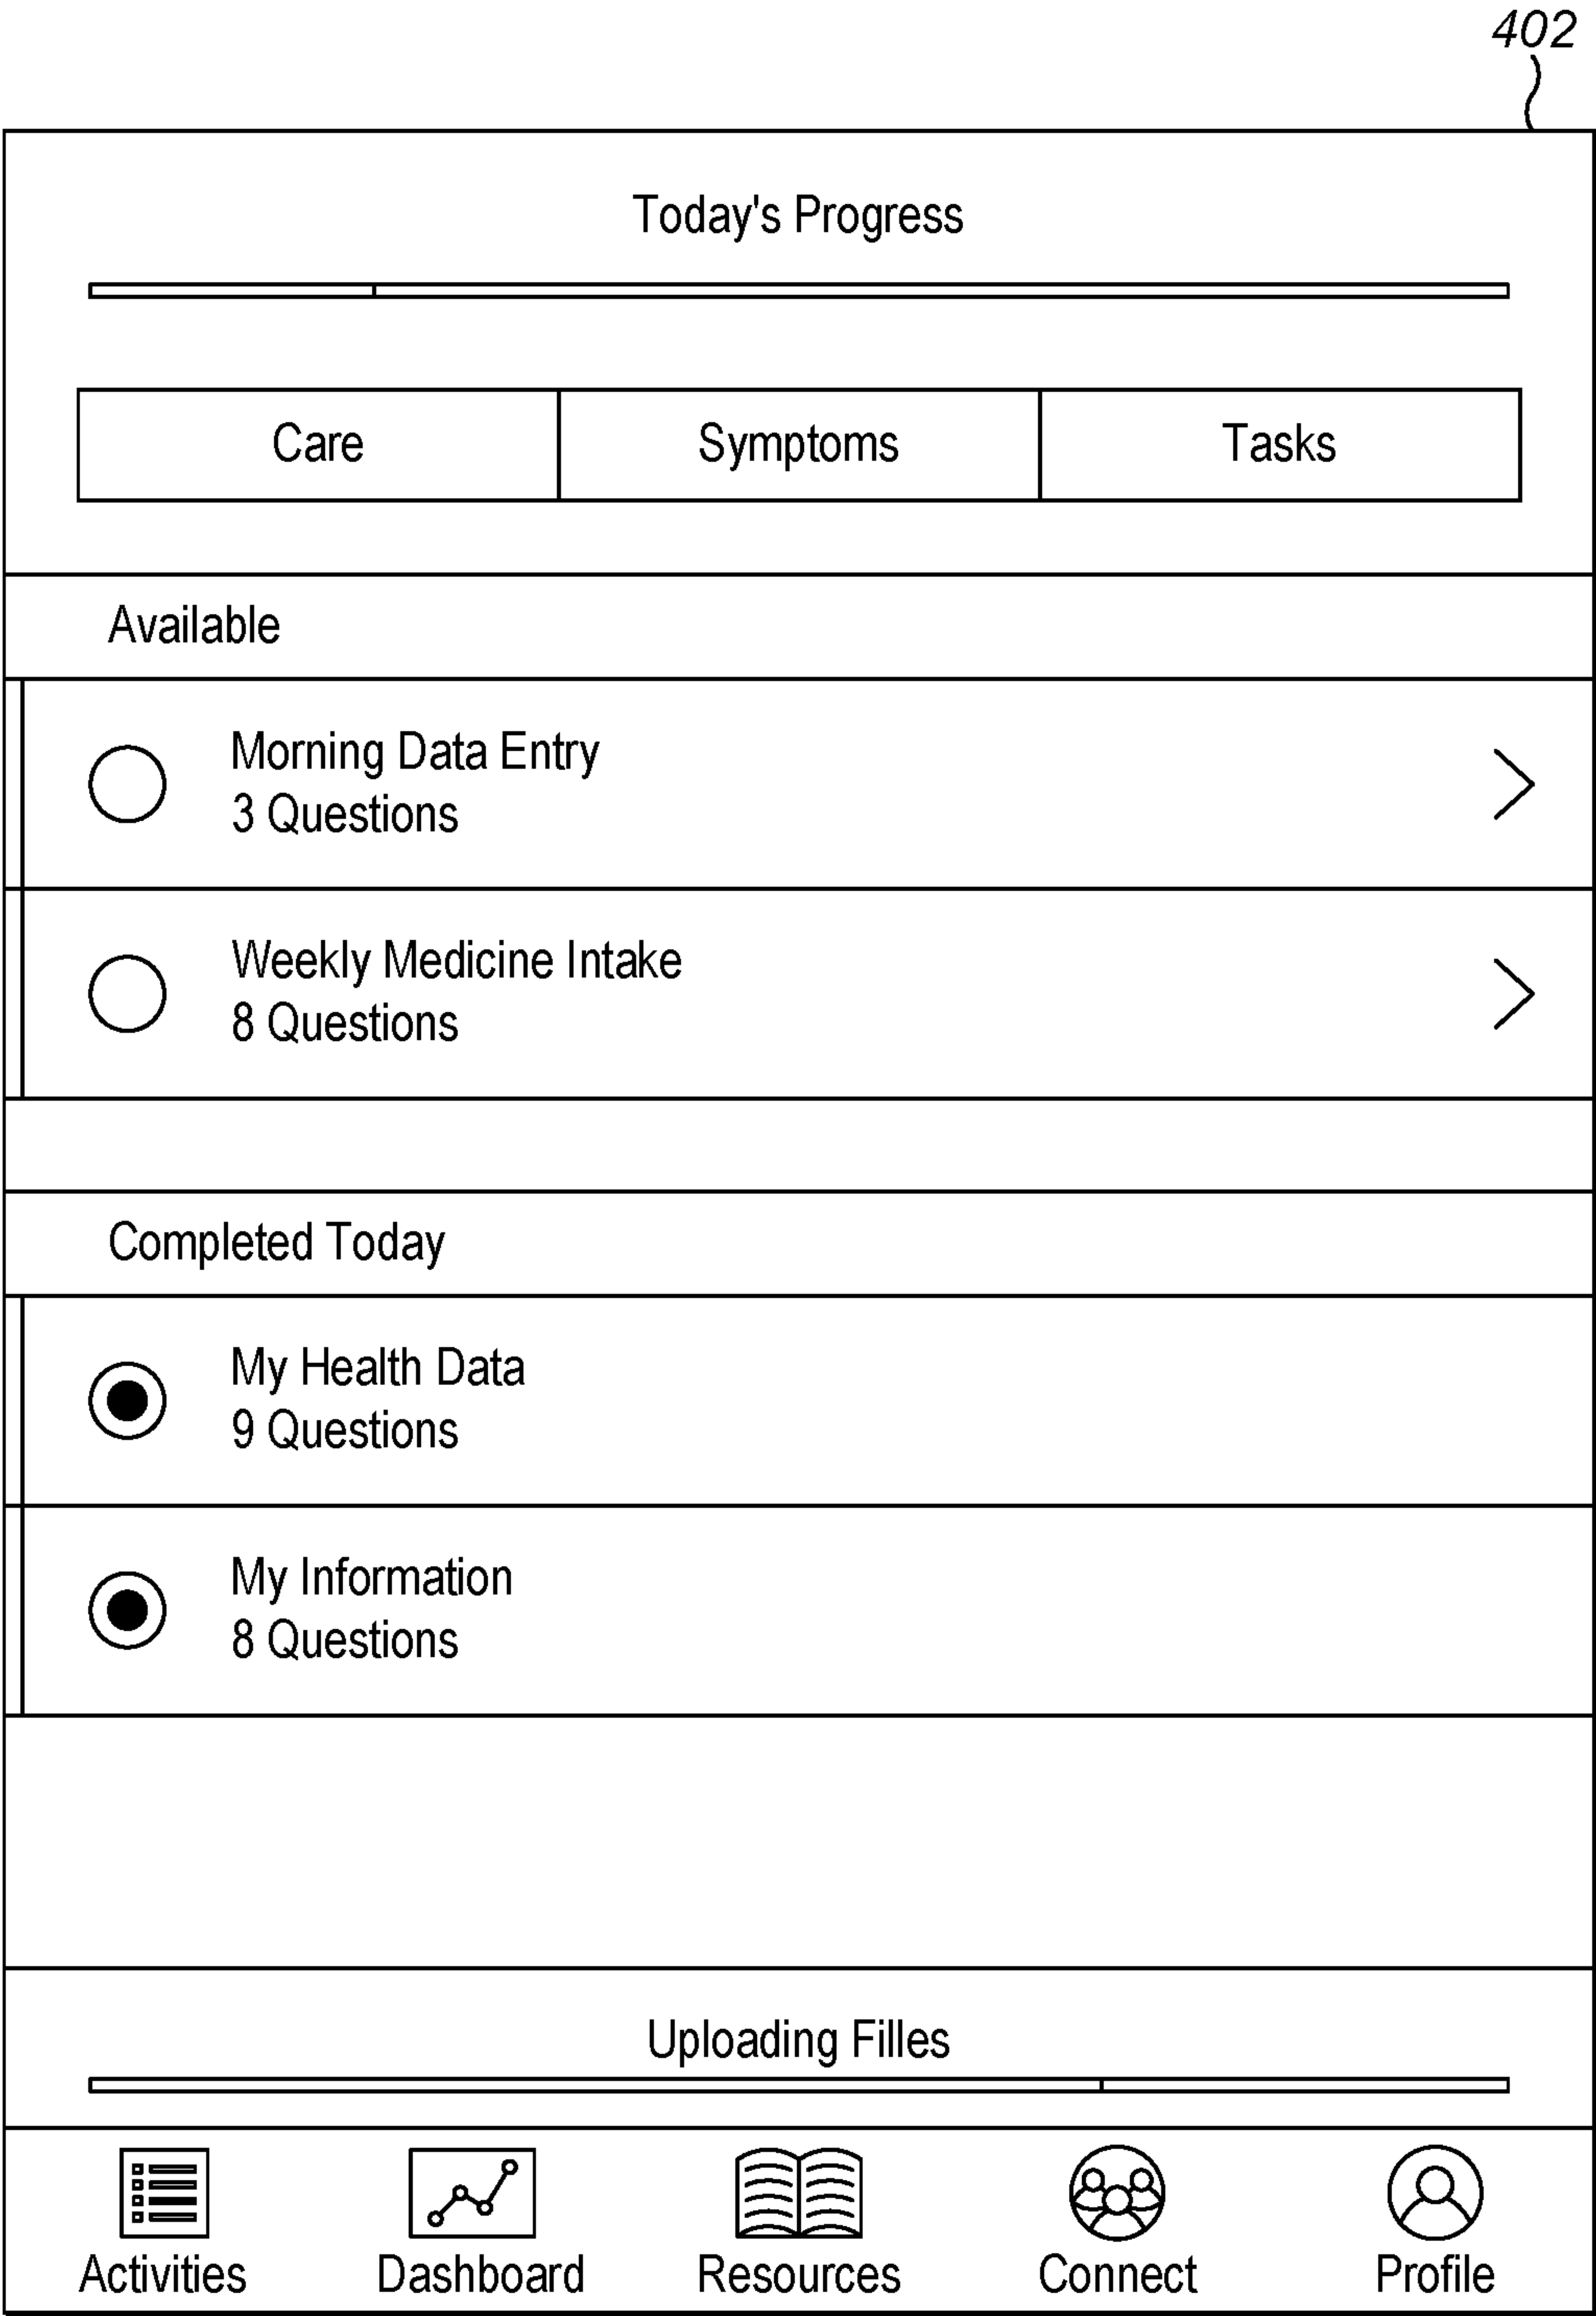 402
Today's Progress
Care Symptoms Tasks
Available
Morning Data Entry
3 Questions
Weekly Medicine Intake
8 Questions
Completed Today
My Health Data
9 Questions
My Information
8 Questions
Uploading Filles
Activities Dashboard Resources Connect Profile